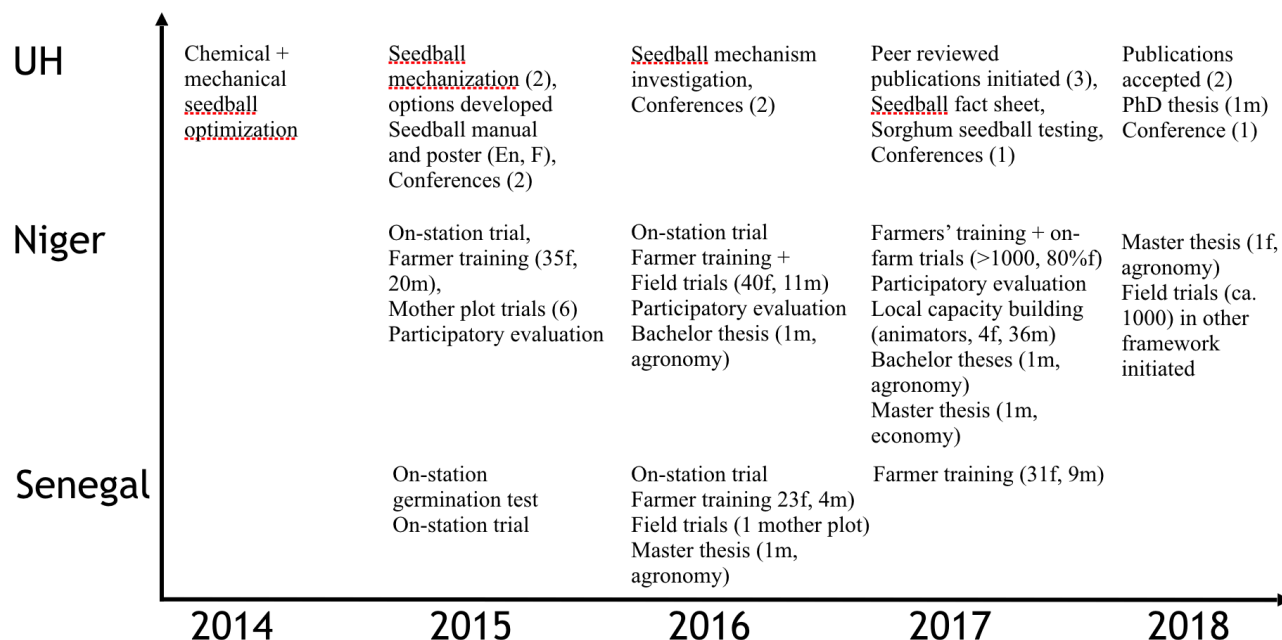 UH
Chemical +
mechanical
seedball
optimization
Seedball
mechanization (2),
options developed
Seedball manual
and poster (En, F),
Conferences (2)
Seedball mechanism
investigation,
Conferences (2)
Peer reviewed
publications initiated (3),
Seedball fact sheet,
Sorghum seedball testing,
Conferences (1)
Publications
accepted (2)
PhD thesis (1m)
Conference (1)
Niger
On-station trial,
Farmer training (35f,
20m),
Mother plot trials (6)
Participatory evaluation
On-station trial
Farmer training +
Field trials (40f, 11m)
Participatory evaluation
Bachelor thesis (1m,
agronomy)
Farmers' training + on-
farm trials (>1000, 80%f)
Participatory evaluation
Local capacity building
(animators, 4f, 36m)
Bachelor theses (1m,
agronomy)
Master thesis (1m,
economy)
Master thesis (1f,
agronomy)
Field trials (ca.
1000) in other
framework
initiated
Senegal
On-station
germination test
On-station trial
On-station trial
Farmer training 23f, 4m)
Field trials (1 mother plot)
Master thesis (1m,
agronomy)
Farmer training (31f, 9m)
2014
2015
2016
2017
2018